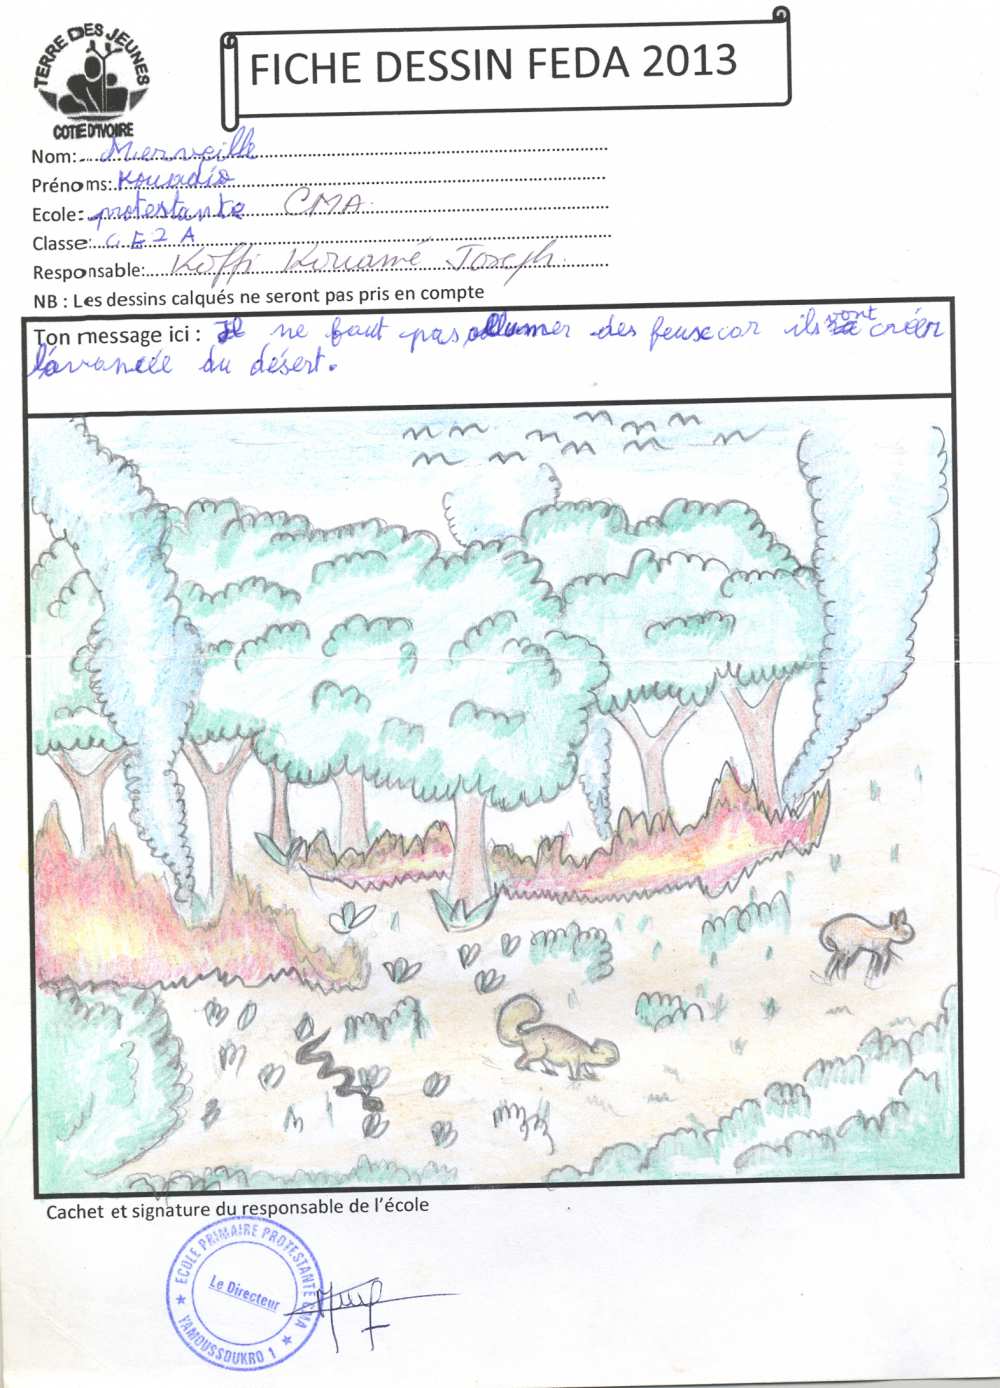 TERRE DES JEUNES
COTE D'IVOIRE
FICHE DESSIN FEDA 2013
Nom: Merveille
Prénoms: Kouadio
Ecole: protestante CMA
Classe: CE2 A
Responsable: Koffi Kouamé Joseph
NB : Les dessins calqués ne seront pas pris en compte
Ton message ici : Il ne faut pas allumer des feuse car ils vont créer
l'avancée du désert.
Cachet et signature du responsable de l'école
ECOLE PRIMAIRE PROTESTANTE CMA
Le Directeur
YAMOUSSOUKRO 1